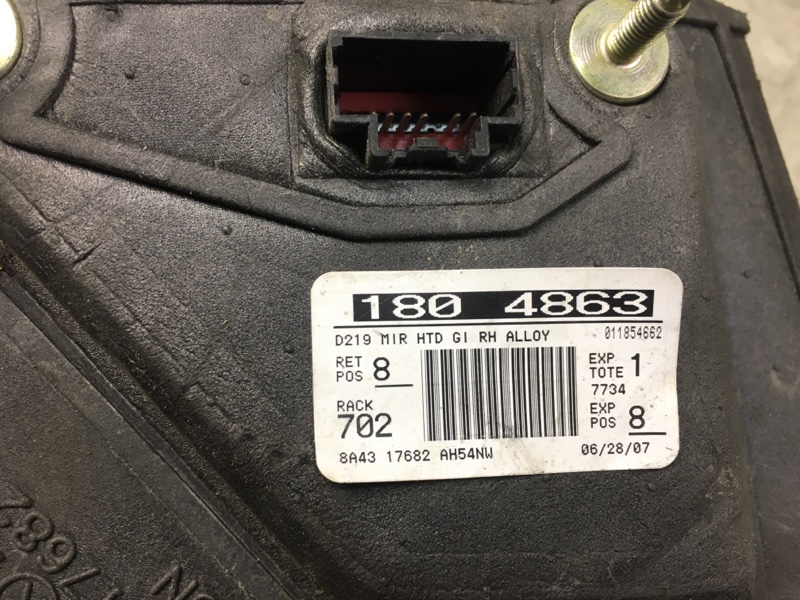 180 4863
D219 MIR HTD GI RH ALLOY 011854662
RET POS 8
EXP TOTE 1
7734
RACK 702
EXP POS 8
8A43 17682 AH54NW 06/28/07